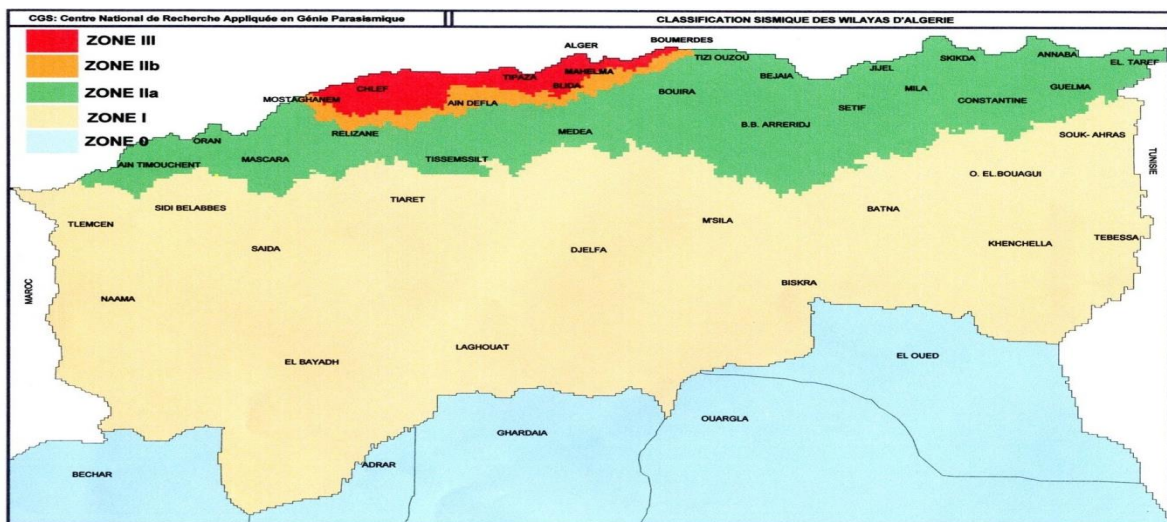 CGS: Centre National de Recherche Appliquée en Génie Parasismique
CLASSIFICATION SISMIQUE DES WILAYAS D'ALGERIE
ZONE III
ZONE IIb
ZONE IIa
ZONE I
ZONE 0
ALGER
BOUMERDES
TIZI OUZOU
BEJAIA
JIJEL
SKIKDA
ANNABA
EL TAREF
CHLEF
TIPAZA
MAHELMA
BLIDA
BOUIRA
MILA
GUELMA
MOSTAGHANEM
AIN DEFLA
SETIF
CONSTANTINE
ORAN
RELIZANE
MEDEA
B.B. ARRERIDJ
SOUK- AHRAS
AIN TIMOUCHENT
MASCARA
TISSEMSSILT
TUNISIE
O. EL.BOUAGUI
TLEMCEN
SIDI BELABBES
TIARET
M'SILA
BATNA
SAIDA
DJELFA
KHENCHELLA
TEBESSA
MAROC
NAAMA
BISKRA
EL BAYADH
LAGHOUAT
EL OUED
OUARGLA
GHARDAIA
BECHAR
ADRAR